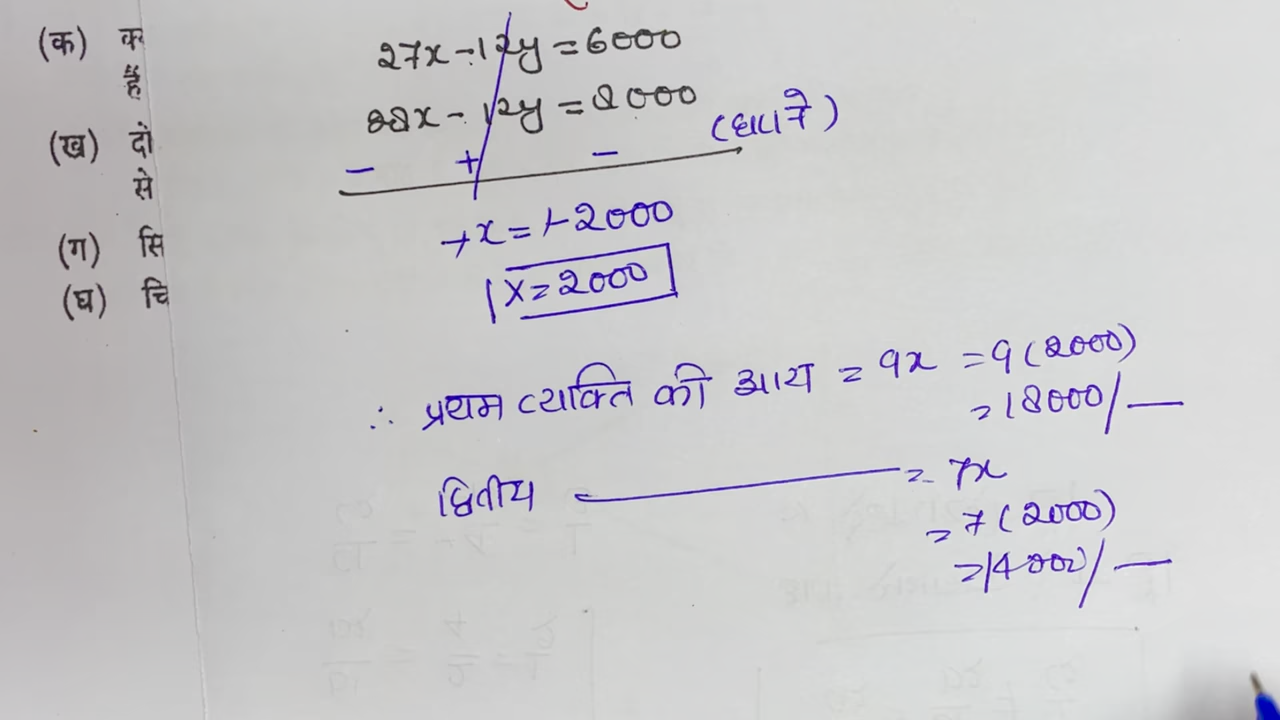 (क) क
हैं
(ख) दो
से
(ग) सि
(घ) चि
27x - 12y = 6000
28x - 12y = 8000
(घटाने)
- + -
+x = +2000
x = 2000
∴ प्रथम व्यक्ति की आय = 9x = 9(2000)
= 18000/—
द्वितीय ——— = 7x
= 7(2000)
= 14000/—